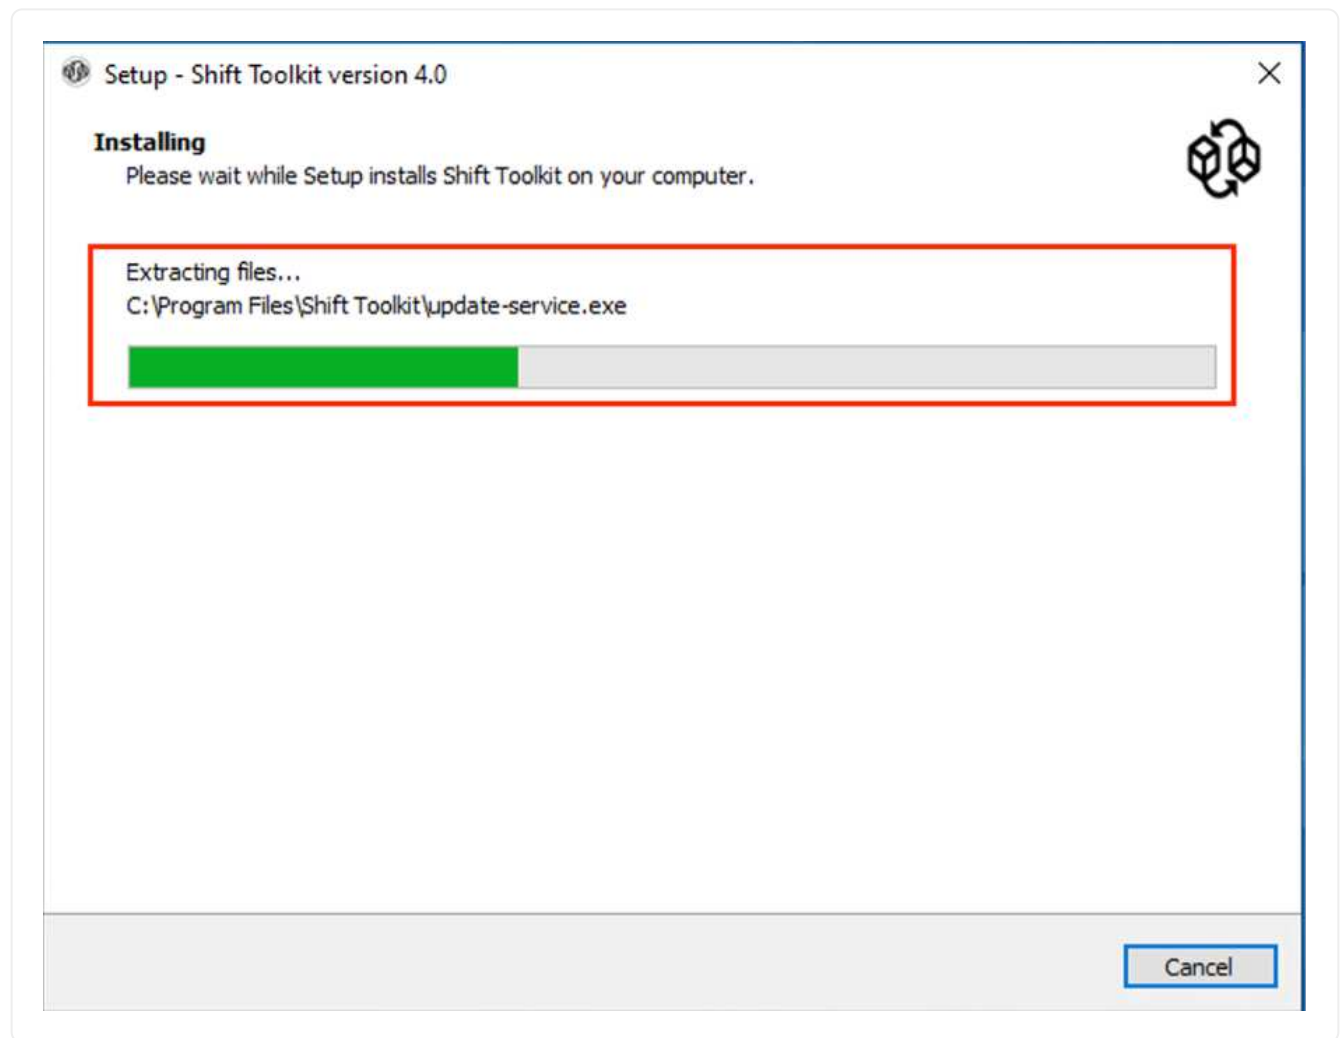 Setup - Shift Toolkit version 4.0
Installing
Please wait while Setup installs Shift Toolkit on your computer.
Extracting files...
C:\Program Files\Shift Toolkit\update-service.exe
Cancel